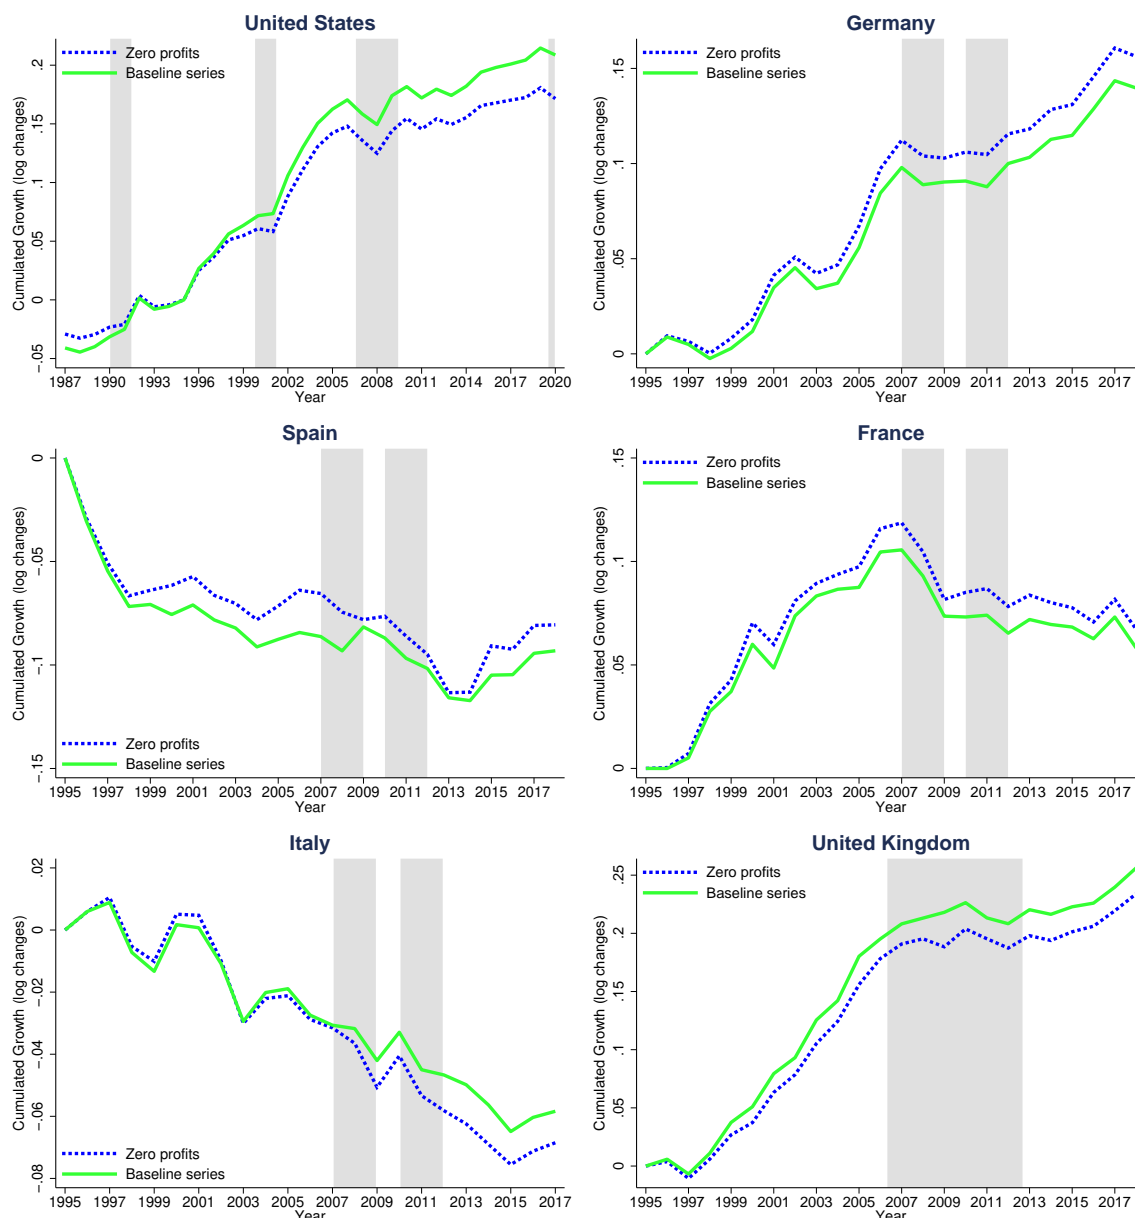 United States
Zero profits
Baseline series
Cumulated Growth (log changes)
.2
.15
.1
.05
0
-.05
1987 1990 1993 1996 1999 2002 2005 2008 2011 2014 2017 2020
Year
Germany
Zero profits
Baseline series
Cumulated Growth (log changes)
.15
.1
.05
0
1995 1997 1999 2001 2003 2005 2007 2009 2011 2013 2015 2017
Year
Spain
Zero profits
Baseline series
Cumulated Growth (log changes)
0
-.05
-.1
-.15
1995 1997 1999 2001 2003 2005 2007 2009 2011 2013 2015 2017
Year
France
Zero profits
Baseline series
Cumulated Growth (log changes)
.15
.1
.05
0
1995 1997 1999 2001 2003 2005 2007 2009 2011 2013 2015 2017
Year
Italy
Zero profits
Baseline series
Cumulated Growth (log changes)
.02
0
-.02
-.04
-.06
-.08
1995 1997 1999 2001 2003 2005 2007 2009 2011 2013 2015 2017
Year
United Kingdom
Zero profits
Baseline series
Cumulated Growth (log changes)
.25
.2
.15
.1
.05
0
1995 1997 1999 2001 2003 2005 2007 2009 2011 2013 2015 2017
Year